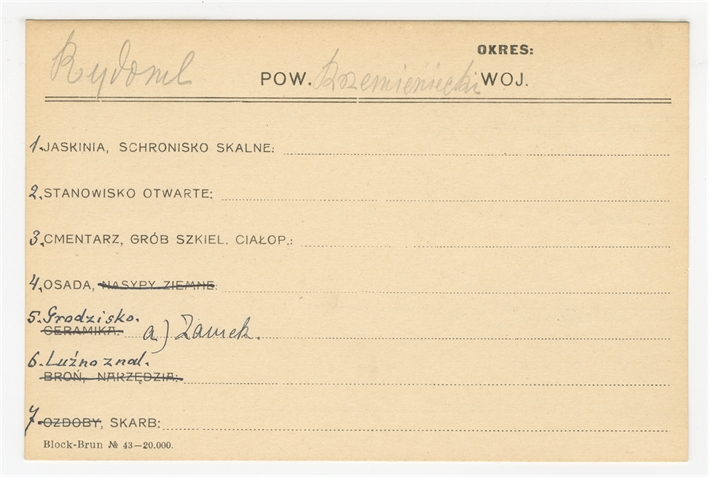 OKRES:
Rydoml POW. Krzemieniecki WOJ.
1. JASKINIA, SCHRONISKO SKALNE:
2. STANOWISKO OTWARTE:
3. CMENTARZ, GRÓB SZKIEL. CIAŁOP.:
4. OSADA, NASYPY ZIEMNE:
5. Grodzisko.
CERAMIKA. a) Zamek.
6. Luźno znal.
BROŃ, NARZĘDZIA:
7. OZDOBY, SKARB:
Block-Brun № 43—20,000.